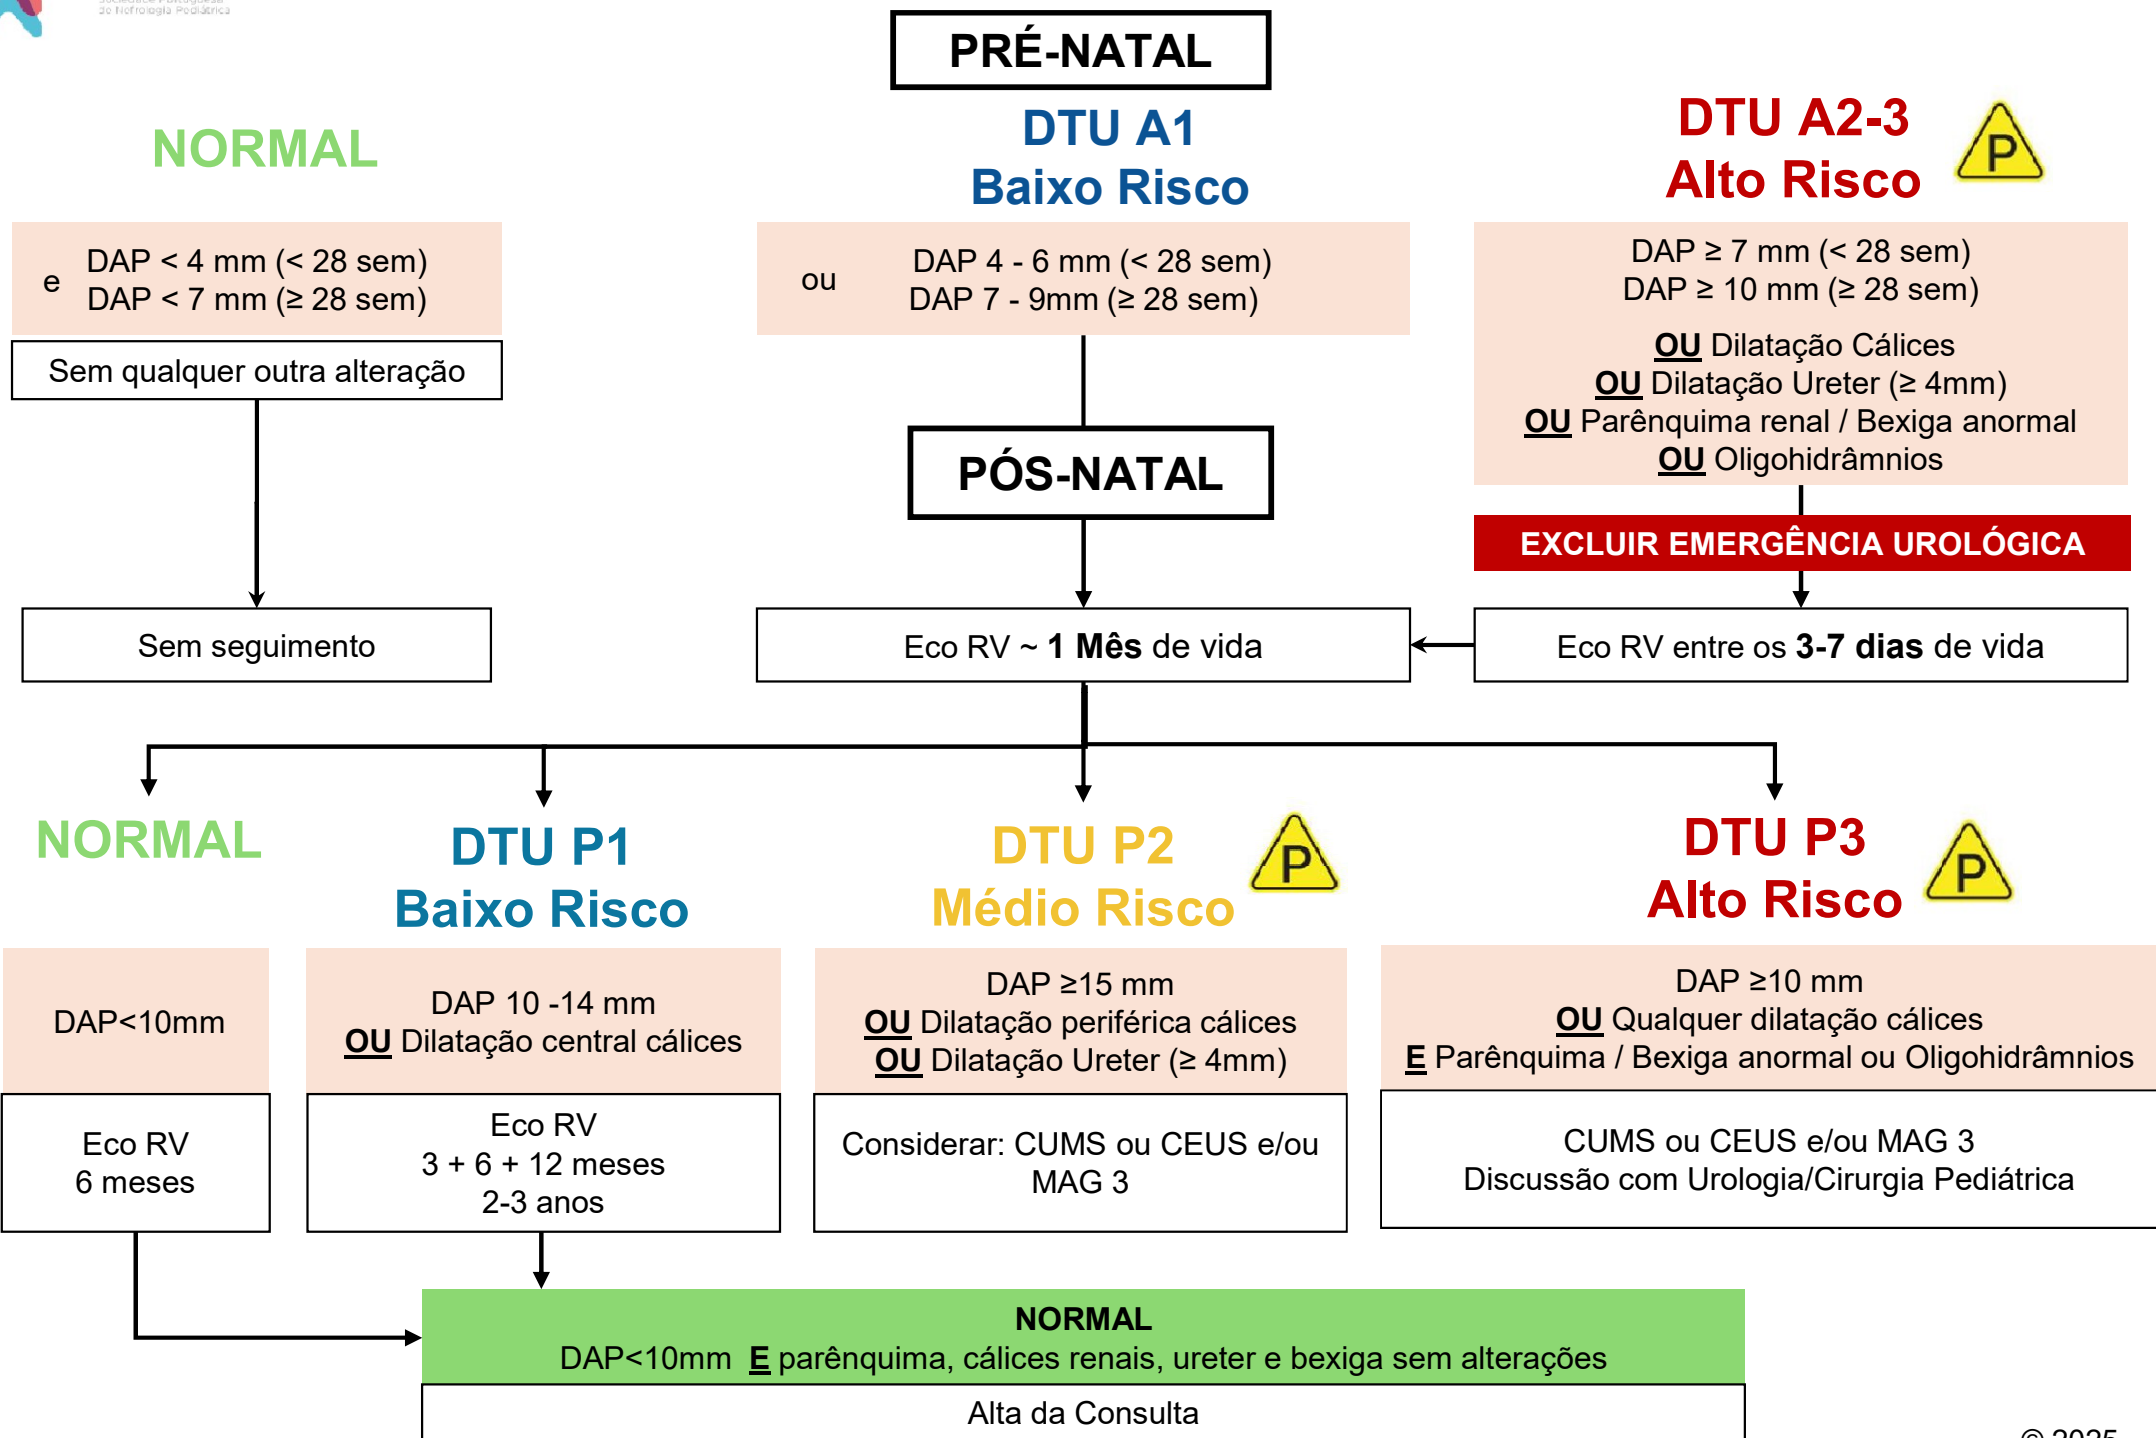 Sociedade Portuguesa
de Nefrologia Pediátrica
PRÉ-NATAL
NORMAL
DTU A1
Baixo Risco
DTU A2-3
Alto Risco
P
e
DAP < 4 mm (< 28 sem)
DAP < 7 mm (≥ 28 sem)
Sem qualquer outra alteração
ou
DAP 4 - 6 mm (< 28 sem)
DAP 7 - 9mm (≥ 28 sem)
DAP ≥ 7 mm (< 28 sem)
DAP ≥ 10 mm (≥ 28 sem)
OU Dilatação Cálices
OU Dilatação Ureter (≥ 4mm)
OU Parênquima renal / Bexiga anormal
OU Oligohidrâmnios
PÓS-NATAL
EXCLUIR EMERGÊNCIA UROLÓGICA
Sem seguimento
Eco RV ~ 1 Mês de vida
Eco RV entre os 3-7 dias de vida
NORMAL
DTU P1
Baixo Risco
DTU P2
Médio Risco
P
DTU P3
Alto Risco
P
DAP<10mm
DAP 10 -14 mm
OU Dilatação central cálices
DAP ≥15 mm
OU Dilatação periférica cálices
OU Dilatação Ureter (≥ 4mm)
DAP ≥10 mm
OU Qualquer dilatação cálices
E Parênquima / Bexiga anormal ou Oligohidrâmnios
Eco RV
6 meses
Eco RV
3 + 6 + 12 meses
2-3 anos
Considerar: CUMS ou CEUS e/ou
MAG 3
CUMS ou CEUS e/ou MAG 3
Discussão com Urologia/Cirurgia Pediátrica
NORMAL
DAP<10mm E parênquima, cálices renais, ureter e bexiga sem alterações
Alta da Consulta
© 2025